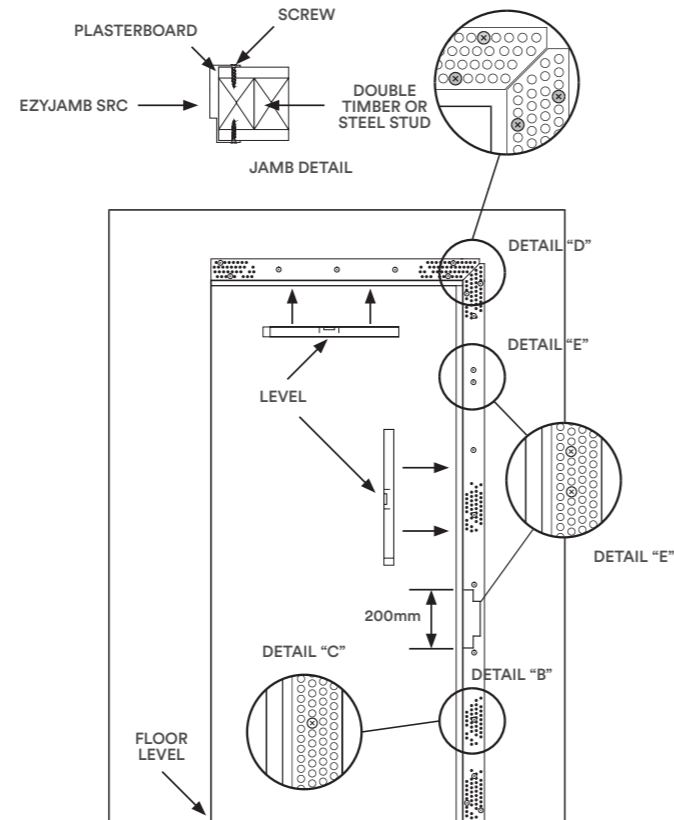 SCREW
PLASTERBOARD
EZYJAMB SRC
DOUBLE
TIMBER OR
STEEL STUD
JAMB DETAIL
DETAIL “D”
DETAIL “E”
LEVEL
DETAIL “E”
200mm
DETAIL “C”
DETAIL “B”
FLOOR
LEVEL